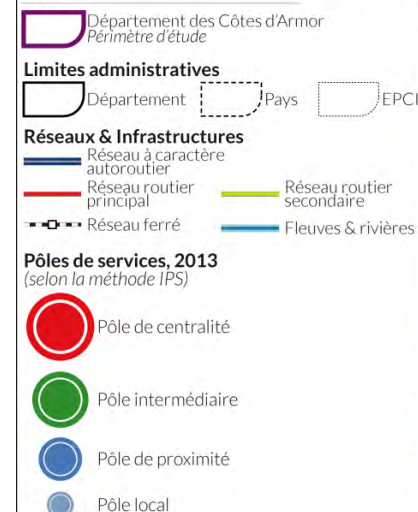 Département des Côtes d'Armor
Périmètre d'étude
Limites administratives
Département
Pays
EPCI
Réseaux & Infrastructures
Réseau à caractère
autoroutier
Réseau routier
principal
Réseau routier
secondaire
Réseau ferré
Fleuves & rivières
Pôles de services, 2013
(selon la méthode IPS)
Pôle de centralité
Pôle intermédiaire
Pôle de proximité
Pôle local